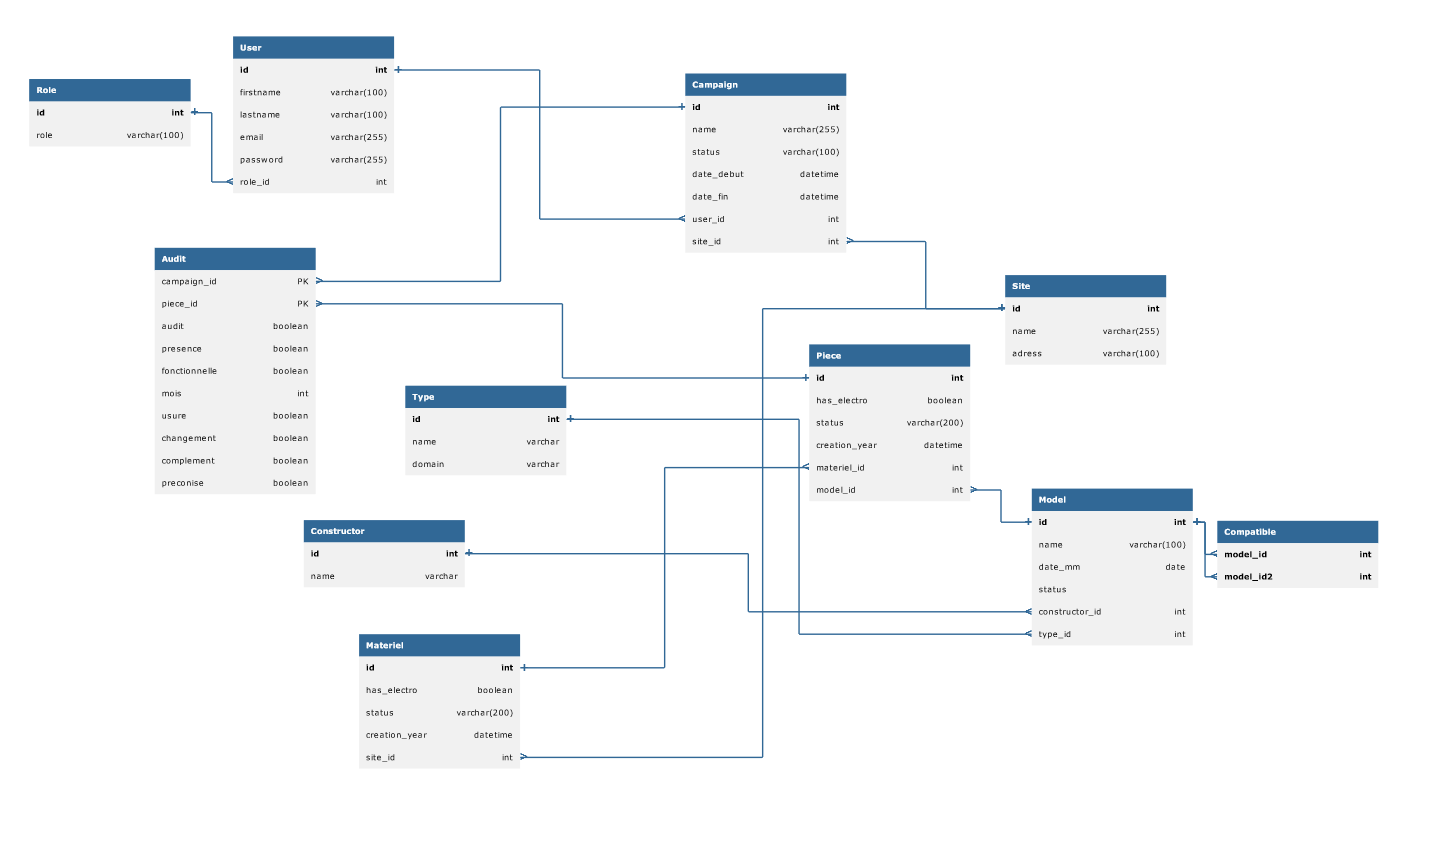 User
id int
firstname varchar(100)
lastname varchar(100)
email varchar(255)
password varchar(255)
role_id int
Role
id int
role varchar(100)
Campaign
id int
name varchar(255)
status varchar(100)
date_debut datetime
date_fin datetime
user_id int
site_id int
Audit
campaign_id PK
piece_id PK
audit boolean
presence boolean
fonctionnelle boolean
mois int
usure boolean
changement boolean
complement boolean
preconise boolean
Site
id int
name varchar(255)
adress varchar(100)
Piece
id int
has_electro boolean
status varchar(200)
creation_year datetime
materiel_id int
model_id int
Type
id int
name varchar
domain varchar
Model
id int
name varchar(100)
date_mm date
status
constructor_id int
type_id int
Compatible
model_id int
model_id2 int
Constructor
id int
name varchar
Materiel
id int
has_electro boolean
status varchar(200)
creation_year datetime
site_id int